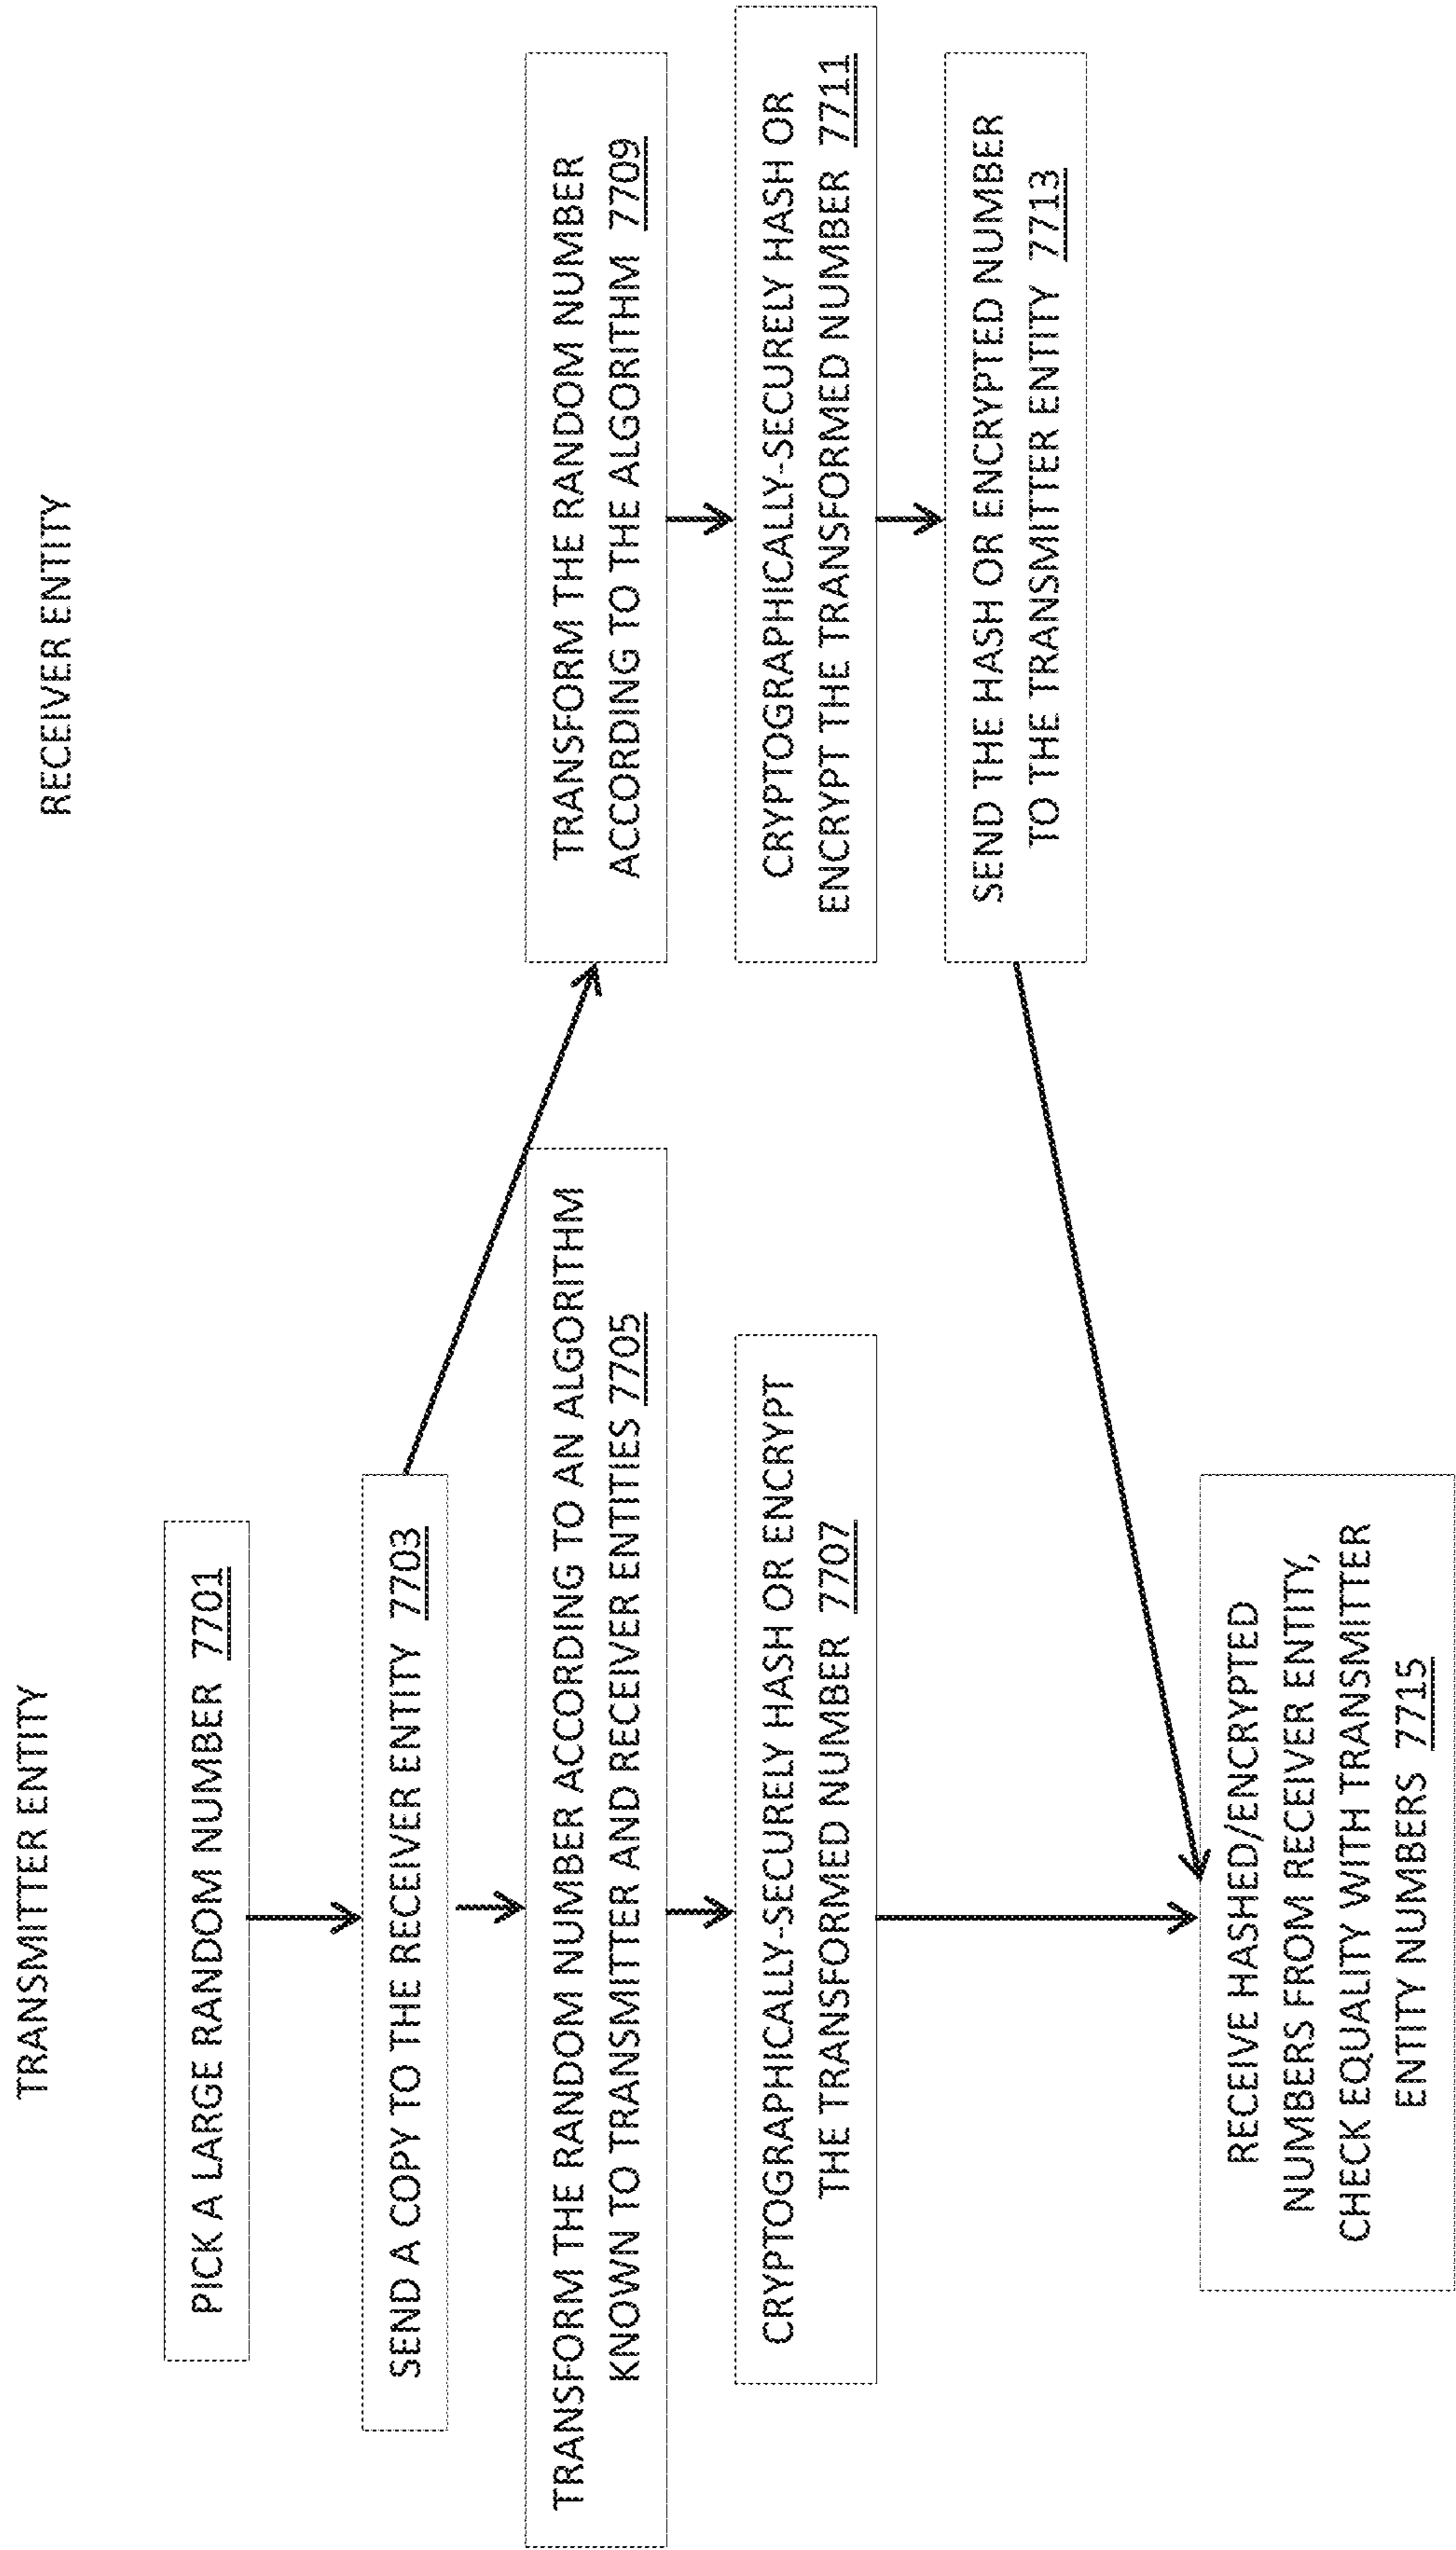 TRANSMITTER ENTITY
RECEIVER ENTITY
PICK A LARGE RANDOM NUMBER 7701
SEND A COPY TO THE RECEIVER ENTITY 7703
TRANSFORM THE RANDOM NUMBER ACCORDING TO AN ALGORITHM
KNOWN TO TRANSMITTER AND RECEIVER ENTITIES 7705
TRANSFORM THE RANDOM NUMBER
ACCORDING TO THE ALGORITHM 7709
CRYPTOGRAPHICALLY-SECURELY HASH OR ENCRYPT
THE TRANSFORMED NUMBER 7707
CRYPTOGRAPHICALLY-SECURELY HASH OR
ENCRYPT THE TRANSFORMED NUMBER 7711
SEND THE HASH OR ENCRYPTED NUMBER
TO THE TRANSMITTER ENTITY 7713
RECEIVE HASHED/ENCRYPTED
NUMBERS FROM RECEIVER ENTITY,
CHECK EQUALITY WITH TRANSMITTER
ENTITY NUMBERS 7715